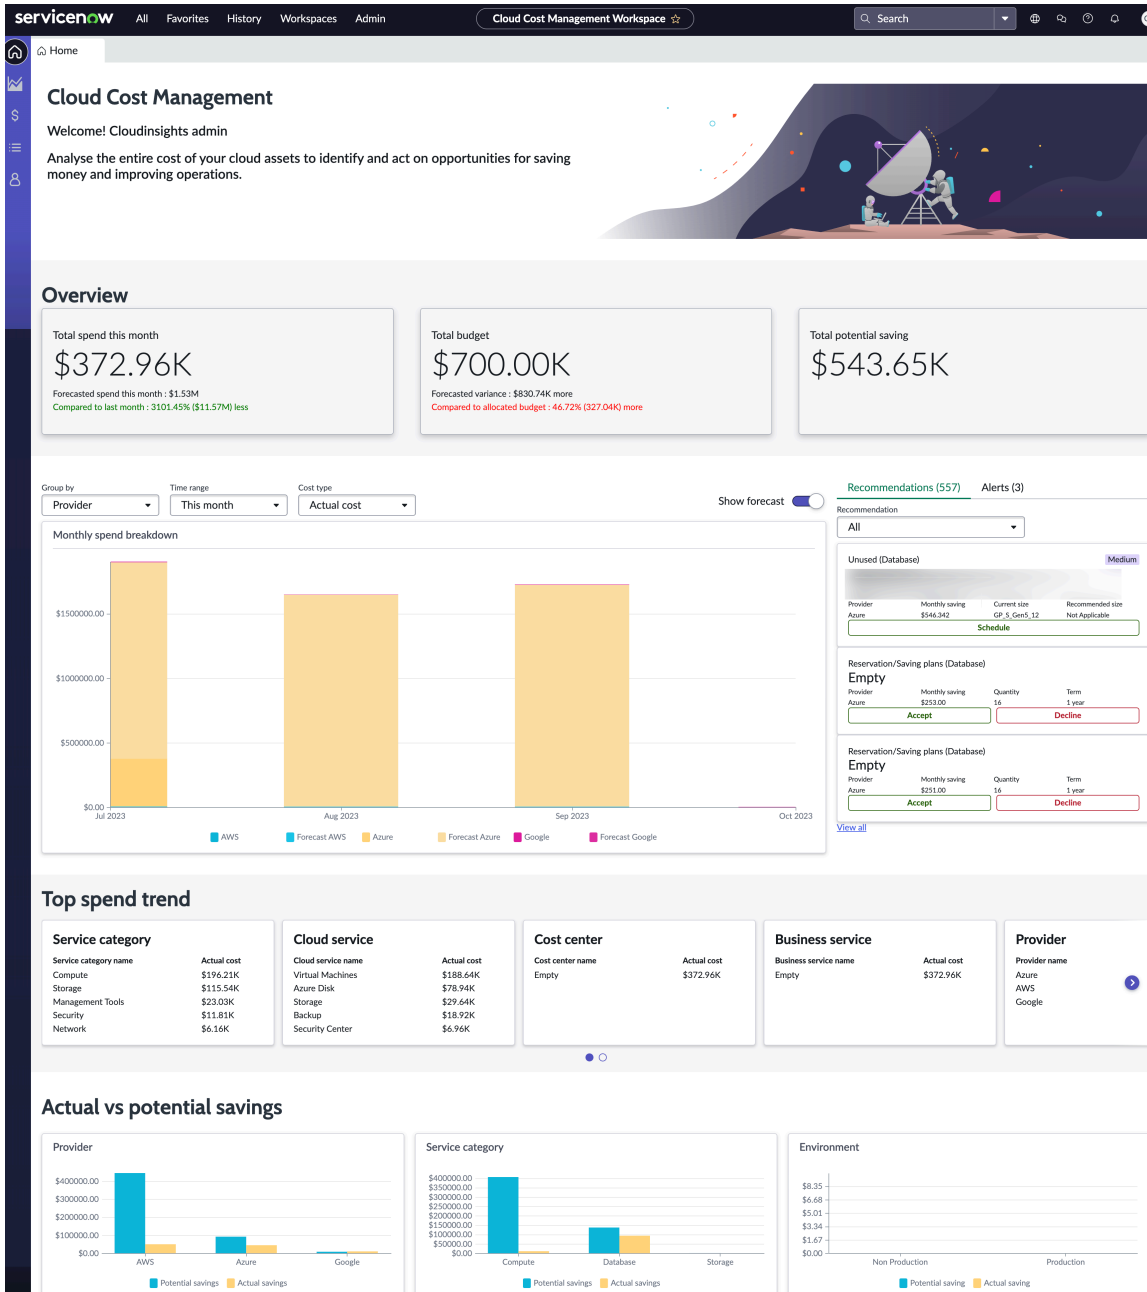 servicenow
All Favorites History Workspaces Admin
Cloud Cost Management Workspace
Search
Home
Cloud Cost Management
Welcome! Cloudinsights admin
Analyse the entire cost of your cloud assets to identify and act on opportunities for saving
money and improving operations.
Overview
Total spend this month
$372.96K
Forecasted spend this month : $1.53M
Compared to last month : 3101.45% ($11.57M) less
Total budget
$700.00K
Forecasted variance : $830.74K more
Compared to allocated budget : 46.72% (327.04K) more
Total potential saving
$543.65K
Group by
Provider
Time range
This month
Cost type
Actual cost
Show forecast
Monthly spend breakdown
$1500000.00
$1000000.00
$500000.00
$0.00
Jul 2023 Aug 2023 Sep 2023 Oct 2023
AWS Forecast AWS Azure Forecast Azure Google Forecast Google
Recommendations (557) Alerts (3)
Recommendation
All
Unused (Database) Medium
Provider Monthly saving Current size Recommended size
Azure $546.342 GP_S_Gen5_12 Not Applicable
Schedule
Reservation/Saving plans (Database)
Empty
Provider Monthly saving Quantity Term
Azure $253.00 16 1 year
Accept Decline
Reservation/Saving plans (Database)
Empty
Provider Monthly saving Quantity Term
Azure $251.00 16 1 year
Accept Decline
View all
Top spend trend
Service category
Service category name Actual cost
Compute $196.21K
Storage $115.54K
Management Tools $23.03K
Security $11.81K
Network $6.16K
Cloud service
Cloud service name Actual cost
Virtual Machines $188.64K
Azure Disk $78.94K
Storage $29.64K
Backup $18.92K
Security Center $6.96K
Cost center
Cost center name Actual cost
Empty $372.96K
Business service
Business service name Actual cost
Empty $372.96K
Provider
Provider name
Azure
AWS
Google
Actual vs potential savings
Provider
$400000.00
$300000.00
$200000.00
$100000.00
$0.00
AWS Azure Google
Potential savings Actual savings
Service category
$400000.00
$350000.00
$300000.00
$250000.00
$200000.00
$150000.00
$100000.00
$50000.00
$0.00
Compute Database Storage
Potential savings Actual savings
Environment
$8.35
$6.68
$5.01
$3.34
$1.67
$0.00
Non Production Production
Potential saving Actual saving